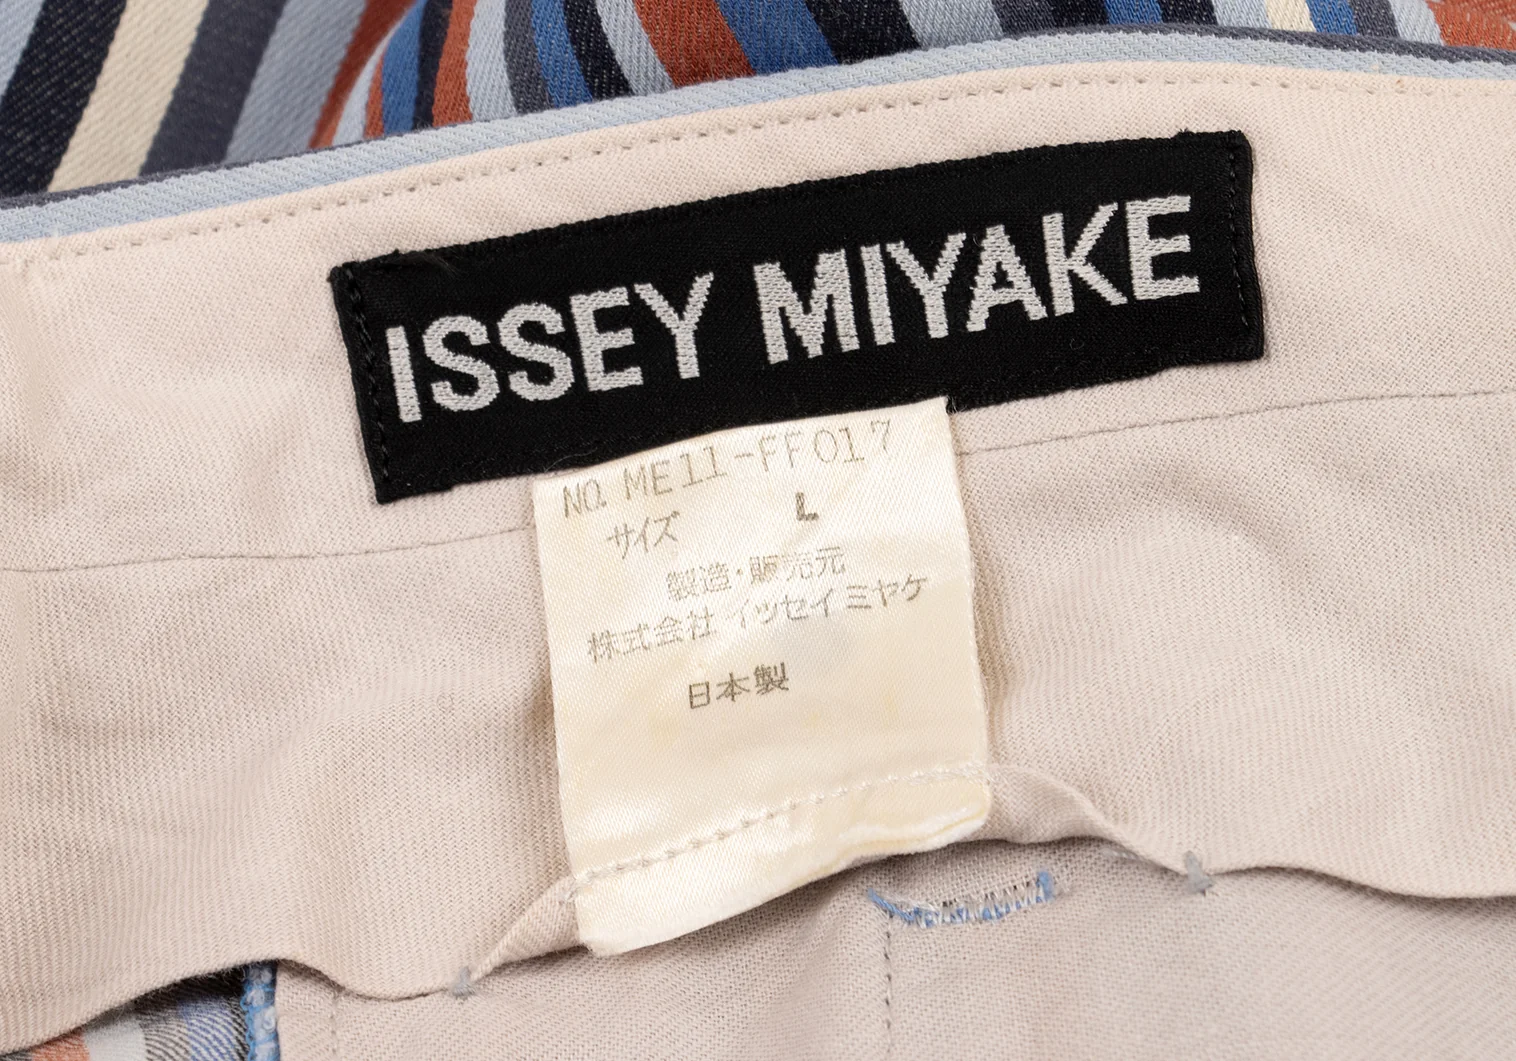 ISSEY MIYAKE
NO. ME11-FF017
サイズ L
製造・販売元
株式会社 イッセイ ミヤケ
日本製